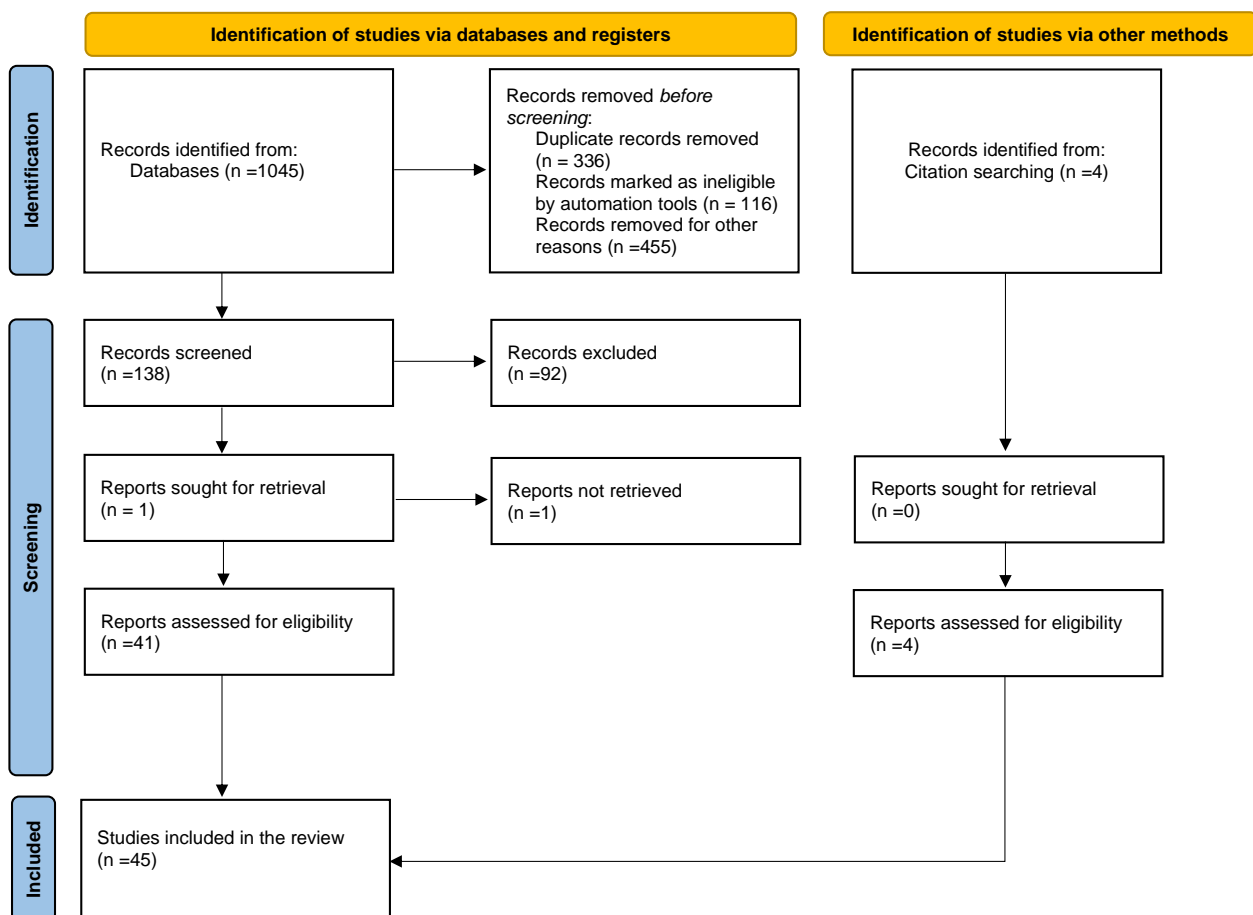 Identification of studies via databases and registers
Identification of studies via other methods
Identification
Records identified from:
Databases (n =1045)
Records removed before
screening:
Duplicate records removed
(n = 336)
Records marked as ineligible
by automation tools (n = 116)
Records removed for other
reasons (n =455)
Records identified from:
Citation searching (n =4)
Screening
Records screened
(n =138)
Records excluded
(n =92)
Reports sought for retrieval
(n = 1)
Reports not retrieved
(n =1)
Reports sought for retrieval
(n =0)
Reports assessed for eligibility
(n =41)
Reports assessed for eligibility
(n =4)
Included
Studies included in the review
(n =45)